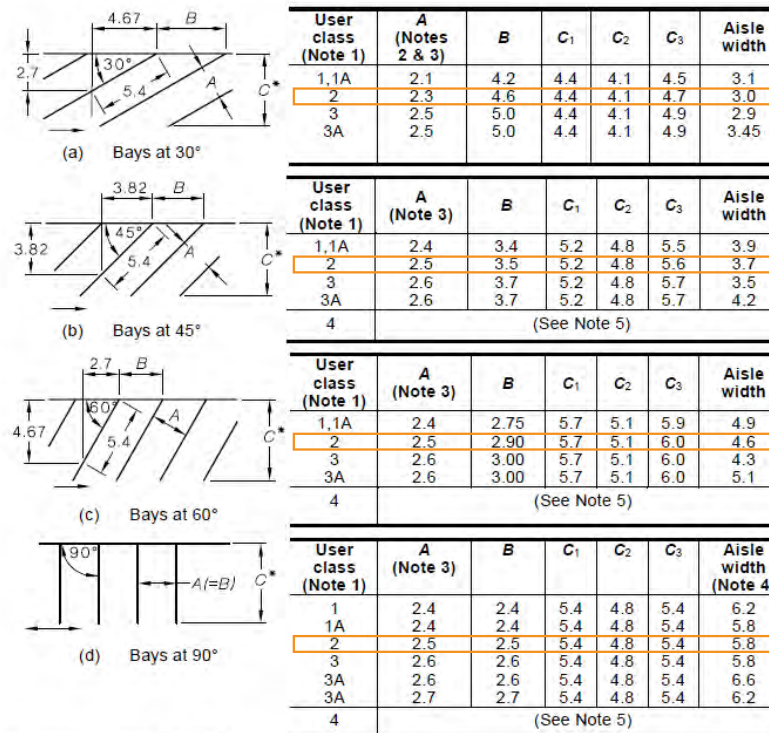 4.67 B
2.7 30° 5.4 A C*
(a) Bays at 30°
User class (Note 1) A (Notes 2 & 3) B C₁ C₂ C₃ Aisle width
1,1A 2.1 4.2 4.4 4.1 4.5 3.1
2 2.3 4.6 4.4 4.1 4.7 3.0
3 2.5 5.0 4.4 4.1 4.9 2.9
3A 2.5 5.0 4.4 4.1 4.9 3.45
3.82 B
3.82 45° 5.4 A C*
(b) Bays at 45°
User class (Note 1) A (Note 3) B C₁ C₂ C₃ Aisle width
1,1A 2.4 3.4 5.2 4.8 5.5 3.9
2 2.5 3.5 5.2 4.8 5.6 3.7
3 2.6 3.7 5.2 4.8 5.7 3.5
3A 2.6 3.7 5.2 4.8 5.7 4.2
4 (See Note 5)
2.7 B
4.67 60° 5.4 A C*
(c) Bays at 60°
User class (Note 1) A (Note 3) B C₁ C₂ C₃ Aisle width
1,1A 2.4 2.75 5.7 5.1 5.9 4.9
2 2.5 2.90 5.7 5.1 6.0 4.6
3 2.6 3.00 5.7 5.1 6.0 4.3
3A 2.6 3.00 5.7 5.1 6.0 5.1
4 (See Note 5)
90° A(=B) C*
(d) Bays at 90°
User class (Note 1) A (Note 3) B C₁ C₂ C₃ Aisle width (Note 4
1 2.4 2.4 5.4 4.8 5.4 6.2
1A 2.4 2.4 5.4 4.8 5.4 5.8
2 2.5 2.5 5.4 4.8 5.4 5.8
3 2.6 2.6 5.4 4.8 5.4 5.8
3A 2.6 2.6 5.4 4.8 5.4 6.6
3A 2.7 2.7 5.4 4.8 5.4 6.2
4 (See Note 5)